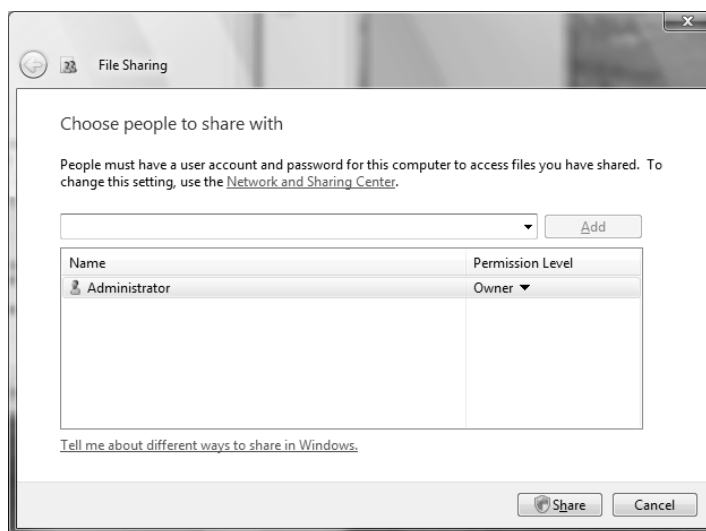 File Sharing
Choose people to share with
People must have a user account and password for this computer to access files you have shared. To
change this setting, use the Network and Sharing Center.
Add
Name Permission Level
Administrator Owner
Tell me about different ways to share in Windows.
Share Cancel